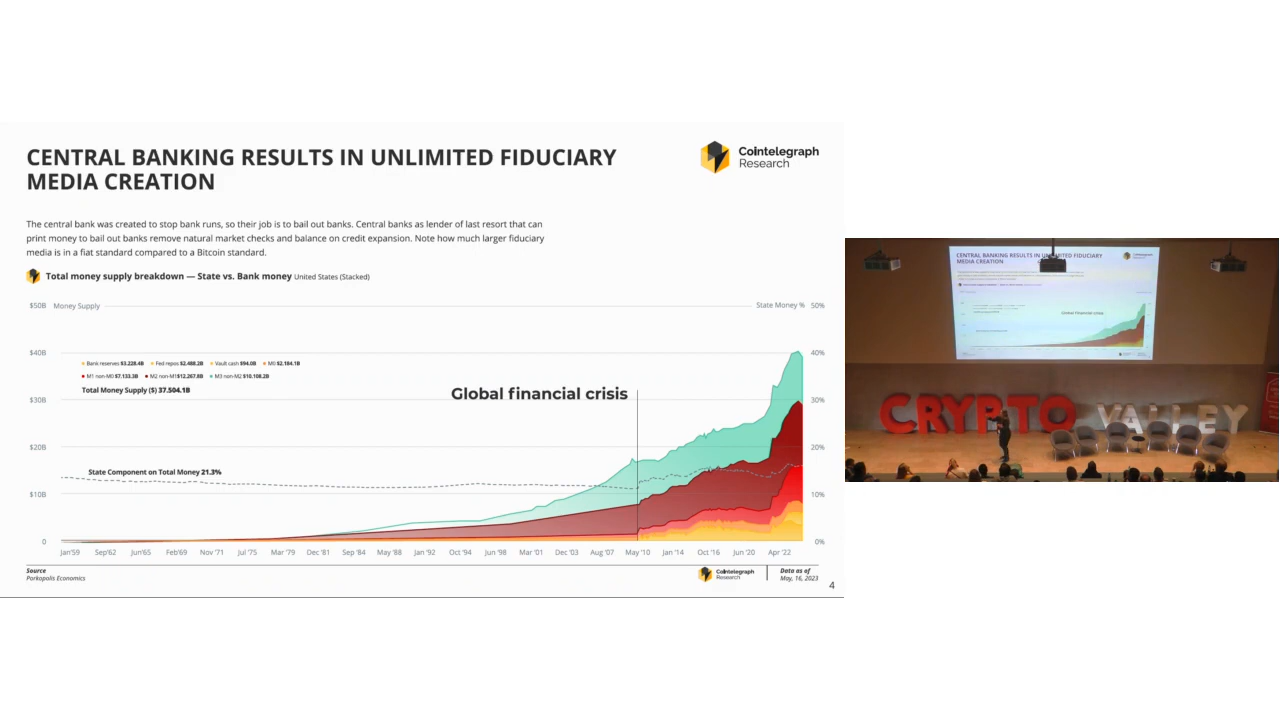 CENTRAL BANKING RESULTS IN UNLIMITED FIDUCIARY
MEDIA CREATION
Cointelegraph
Research
The central bank was created to stop bank runs, so their job is to bail out banks. Central banks as lender of last resort that can
print money to bail out banks remove natural market checks and balance on credit expansion. Note how much larger fiduciary
media is in a fiat standard compared to a Bitcoin standard.
Total money supply breakdown — State vs. Bank money United States (Stacked)
$50B Money Supply State Money % 50%
$40B 40%
Bank reserves $3.228.4B Fed repos $2.488.2B Vault cash $94.0B M0 $2,184.1B
M1 non-M0 $7.133.3B M2 non-M1$12,267.8B M3 non-M2 $10,108.2B
Total Money Supply ($) 37.504.1B
Global financial crisis
$30B 30%
$20B 20%
State Component on Total Money 21.3%
$10B 10%
0 0%
Jan'59 Sep'62 Jun'65 Feb'69 Nov '71 Jul '75 Mar '79 Dec '81 Sep '84 May '88 Jan '92 Oct '94 Jun '98 Mar '01 Dec '03 Aug '07 May '10 Jan '14 Oct '16 Jun '20 Apr '22
Source
Porkopolis Economics
Cointelegraph
Research
Data as of
May, 16, 2023
4
CENTRAL BANKING RESULTS IN UNLIMITED FIDUCIARY
MEDIA CREATION
Global financial crisis
CRYPTO VALLEY